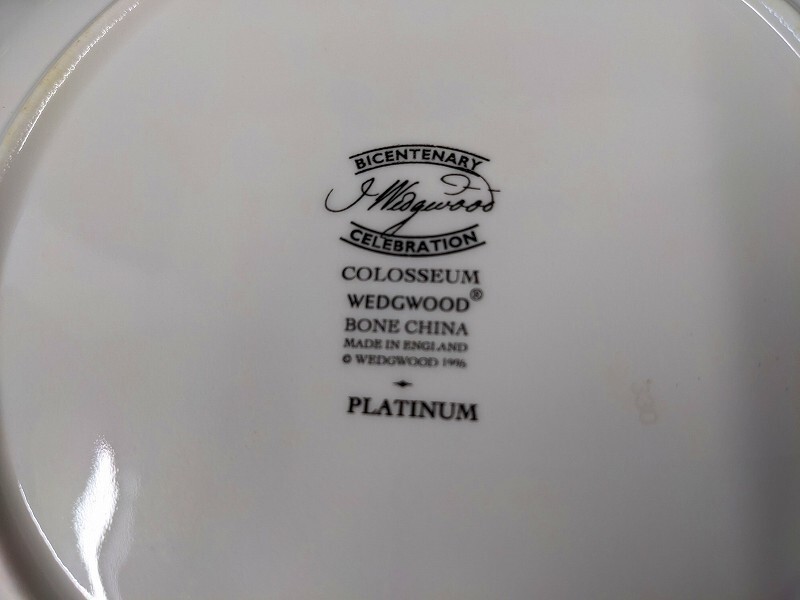 BICENTENARY
J Wedgwood
CELEBRATION
COLOSSEUM
WEDGWOOD®
BONE CHINA
MADE IN ENGLAND
© WEDGWOOD 1996
PLATINUM